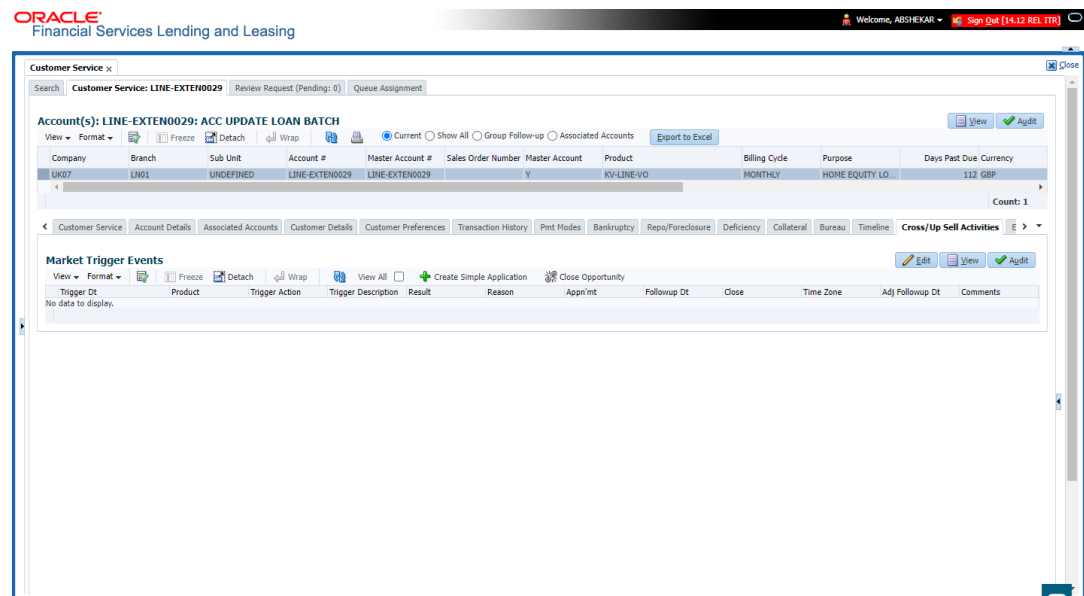 ORACLE
Financial Services Lending and Leasing
Welcome, ABSHEKAR
Sign Out [14.12 REL ITR]
Customer Service
Close
Search Customer Service: LINE-EXTEN0029 Review Request (Pending: 0) Queue Assignment
Account(s): LINE-EXTEN0029: ACC UPDATE LOAN BATCH
View Audit
View Format Freeze Detach Wrap Current Show All Group Follow-up Associated Accounts Export to Excel
Company Branch Sub Unit Account # Master Account # Sales Order Number Master Account Product Billing Cycle Purpose Days Past Due Currency
UK07 LN01 UNDEFINED LINE-EXTEN0029 LINE-EXTEN0029 Y KV-LINE-VO MONTHLY HOME EQUITY LO... 112 GBP
Count: 1
Customer Service Account Details Associated Accounts Customer Details Customer Preferences Transaction History Pmt Modes Bankruptcy Repo/Foreclosure Deficiency Collateral Bureau Timeline Cross/Up Sell Activities
Market Trigger Events
Edit View Audit
View Format Freeze Detach Wrap View All Create Simple Application Close Opportunity
Trigger Dt Product Trigger Action Trigger Description Result Reason Appn'mt Followup Dt Close Time Zone Adj Followup Dt Comments
No data to display.